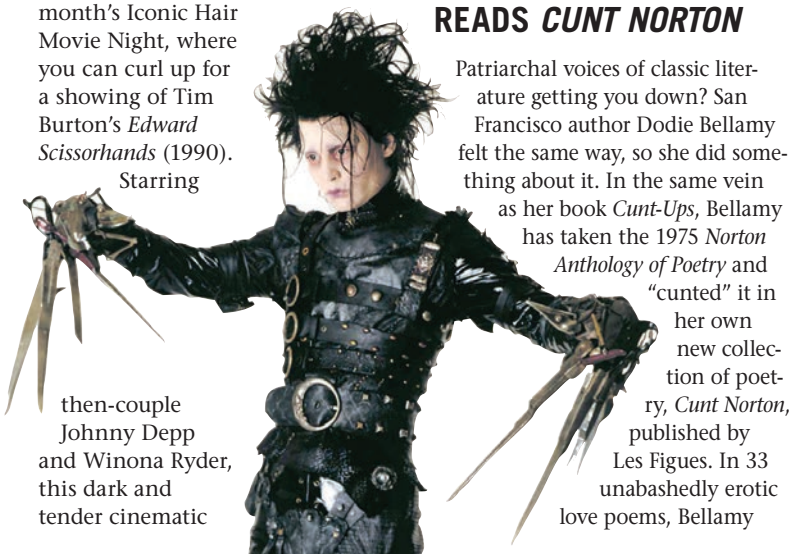 month's Iconic Hair
Movie Night, where
you can curl up for
a showing of Tim
Burton's Edward
Scissorhands (1990).
Starring
then-couple
Johnny Depp
and Winona Ryder,
this dark and
tender cinematic
READS CUNT NORTON
Patriarchal voices of classic liter-
ature getting you down? San
Francisco author Dodie Bellamy
felt the same way, so she did some-
thing about it. In the same vein
as her book Cunt-Ups, Bellamy
has taken the 1975 Norton
Anthology of Poetry and
"cunted" it in
her own
new collec-
tion of poet-
ry, Cunt Norton,
published by
Les Figues. In 33
unabashedly erotic
love poems, Bellamy